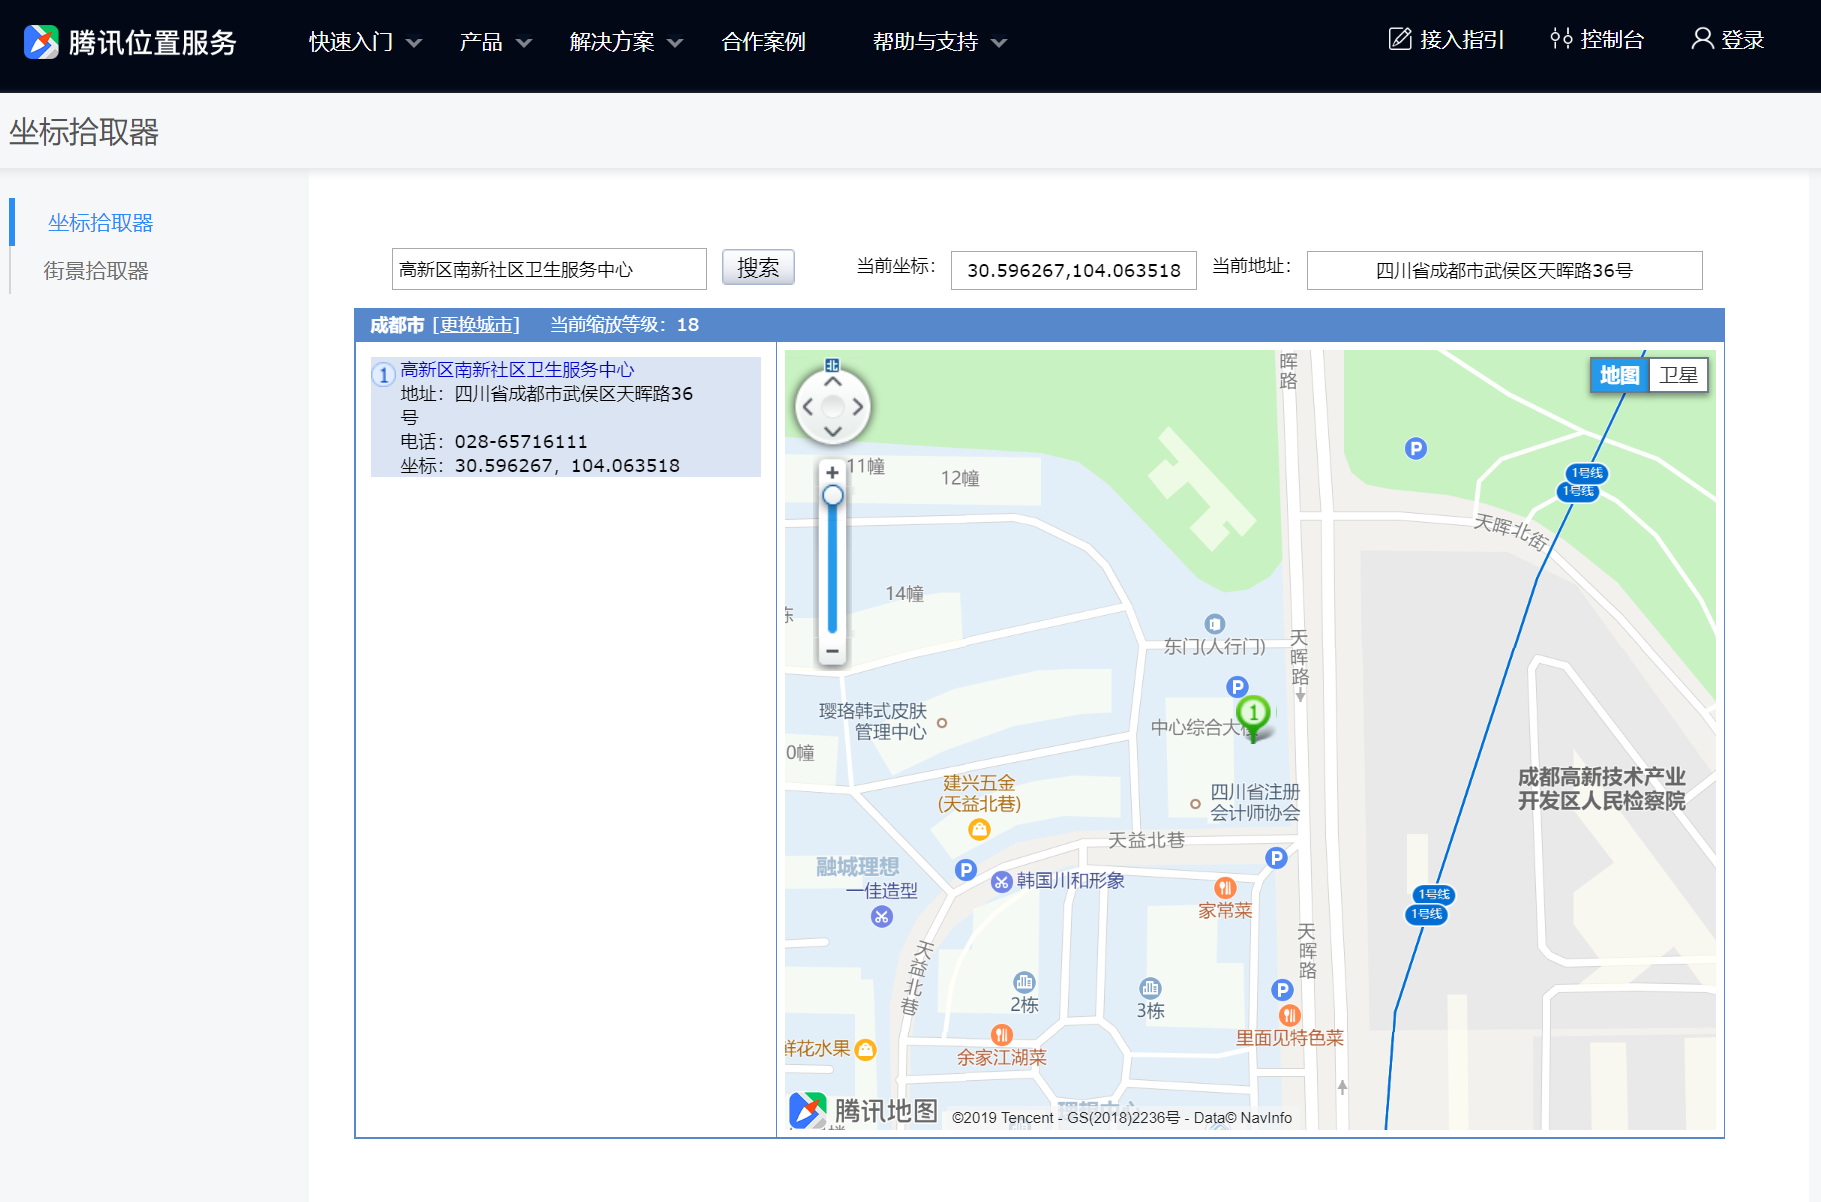 腾讯位置服务
快速入门
产品
解决方案
合作案例
帮助与支持
接入指引
控制台
登录
坐标拾取器
坐标拾取器
街景拾取器
高新区南新社区卫生服务中心
搜索
当前坐标：
30.596267,104.063518
当前地址：
四川省成都市武侯区天晖路36号
成都市 [更换城市] 当前缩放等级：18
1
高新区南新社区卫生服务中心
地址：四川省成都市武侯区天晖路36
号
电话：028-65716111
坐标：30.596267，104.063518
北
晖路
地图
卫星
11幢
12幢
P
1号线
1号线
天晖北街
14幢
东门(人行门)
天晖路
P
1
中心综合大
璎珞韩式皮肤
管理中心
0幢
建兴五金
(天益北巷)
四川省注册
会计师协会
成都高新技术产业
开发区人民检察院
天益北巷
P
融城理想
P
韩国川和形象
一佳造型
家常菜
1号线
1号线
天益北巷
天晖路
2栋
3栋
P
里面见特色菜
鲜花水果
余家江湖菜
腾讯地图
©2019 Tencent - GS(2018)2236号 - Data© NavInfo